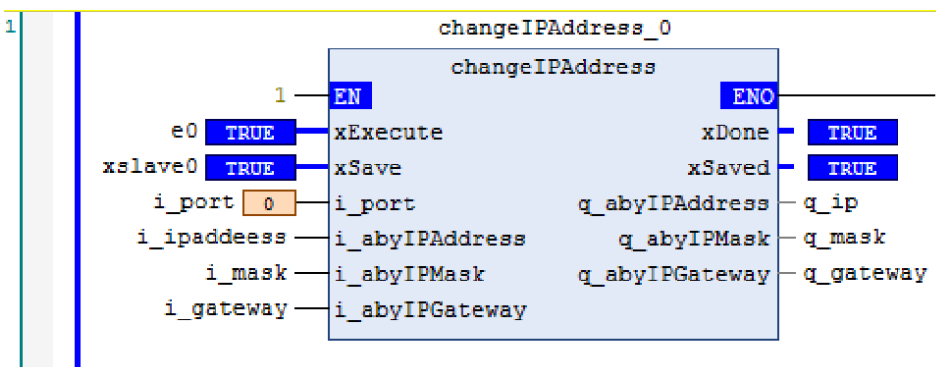 1
changeIPAddress_0
changeIPAddress
1 EN ENO
e0 TRUE xExecute xDone TRUE
xslave0 TRUE xSave xSaved TRUE
i_port 0 i_port q_abyIPAddress q_ip
i_ipaddeess i_abyIPAddress q_abyIPMask q_mask
i_mask i_abyIPMask q_abyIPGateway q_gateway
i_gateway i_abyIPGateway